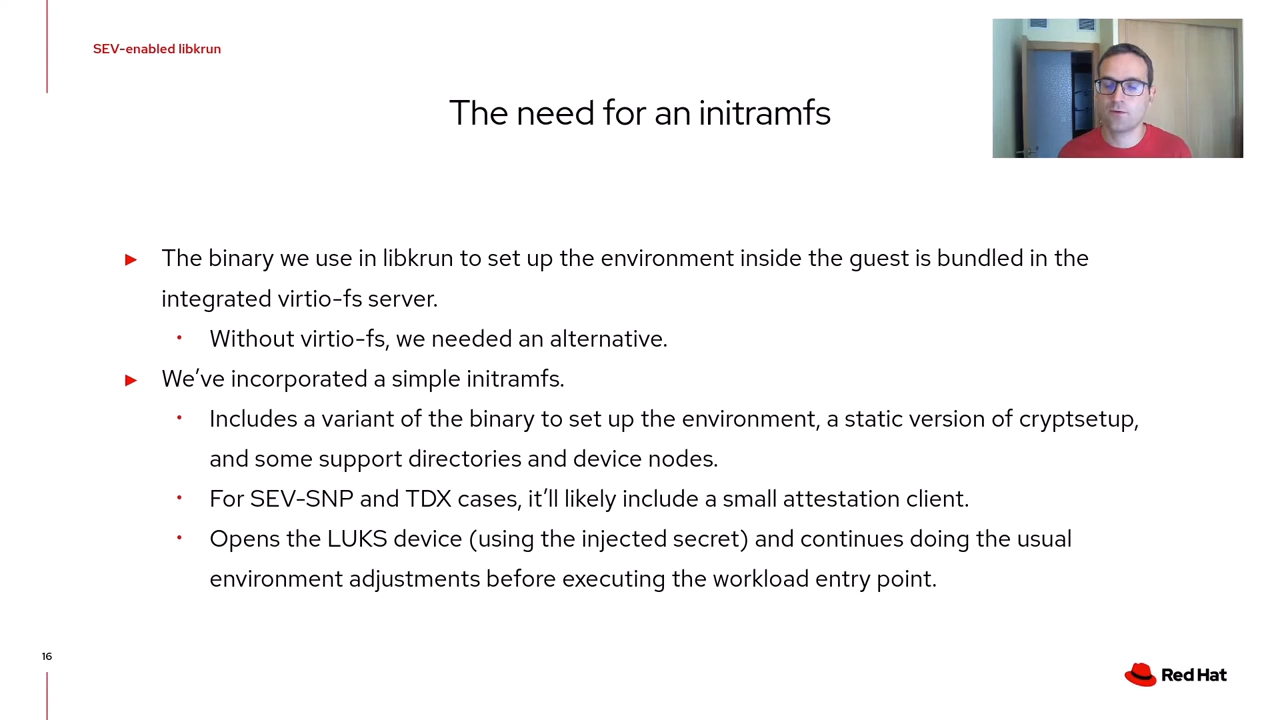 SEV-enabled libkrun
The need for an initramfs
► The binary we use in libkrun to set up the environment inside the guest is bundled in the
integrated virtio-fs server.
• Without virtio-fs, we needed an alternative.
► We’ve incorporated a simple initramfs.
• Includes a variant of the binary to set up the environment, a static version of cryptsetup,
and some support directories and device nodes.
• For SEV-SNP and TDX cases, it’ll likely include a small attestation client.
• Opens the LUKS device (using the injected secret) and continues doing the usual
environment adjustments before executing the workload entry point.
16
Red Hat